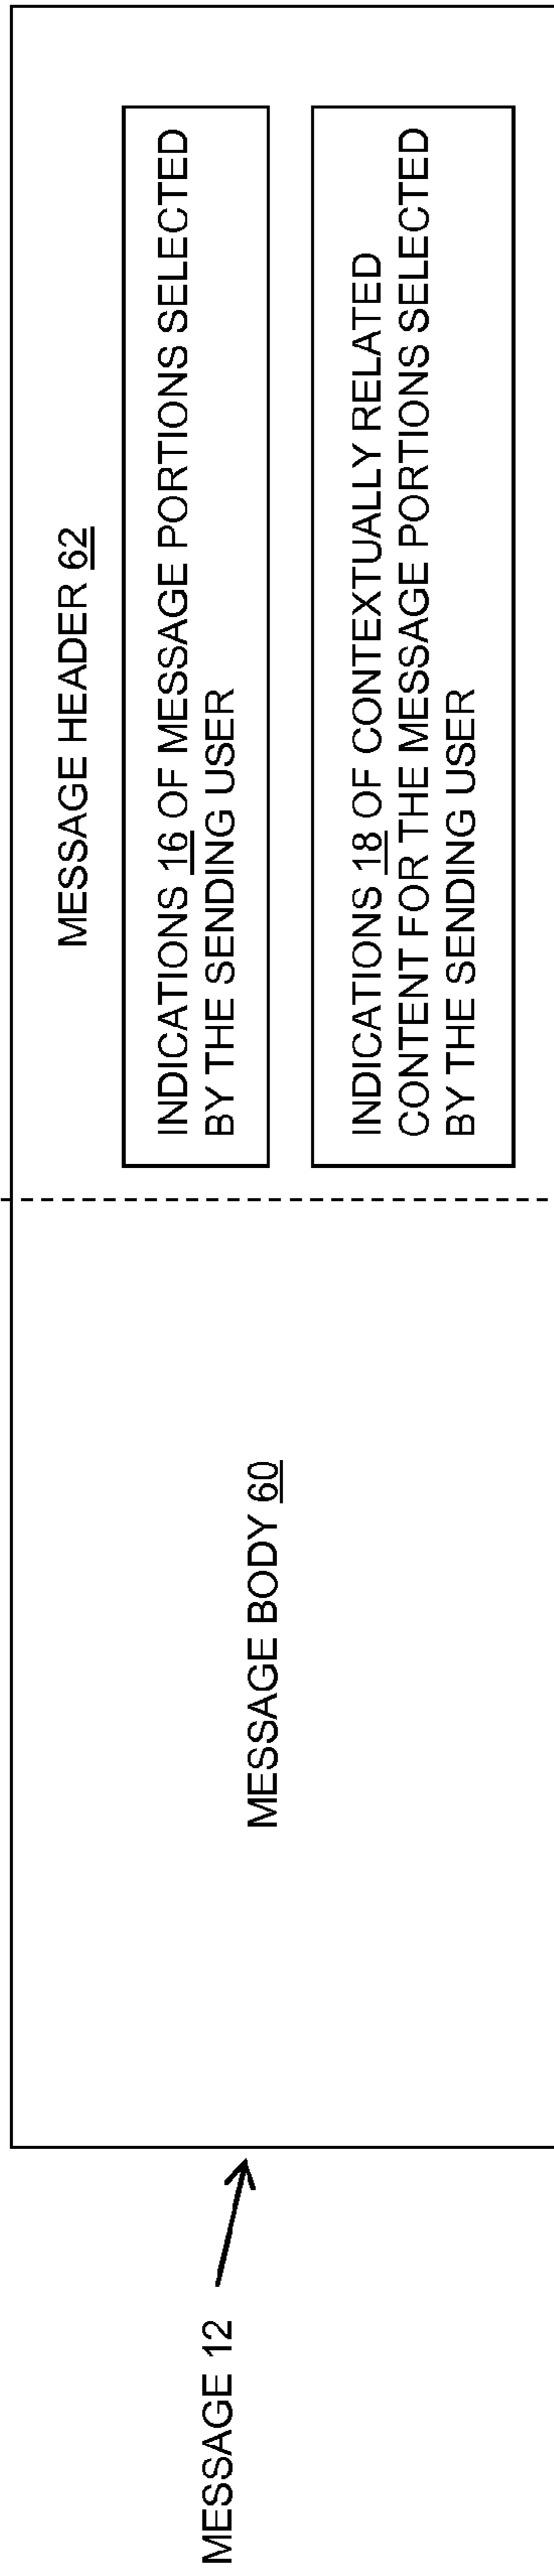 MESSAGE 12
MESSAGE BODY 60
MESSAGE HEADER 62
INDICATIONS 16 OF MESSAGE PORTIONS SELECTED
BY THE SENDING USER
INDICATIONS 18 OF CONTEXTUALLY RELATED
CONTENT FOR THE MESSAGE PORTIONS SELECTED
BY THE SENDING USER